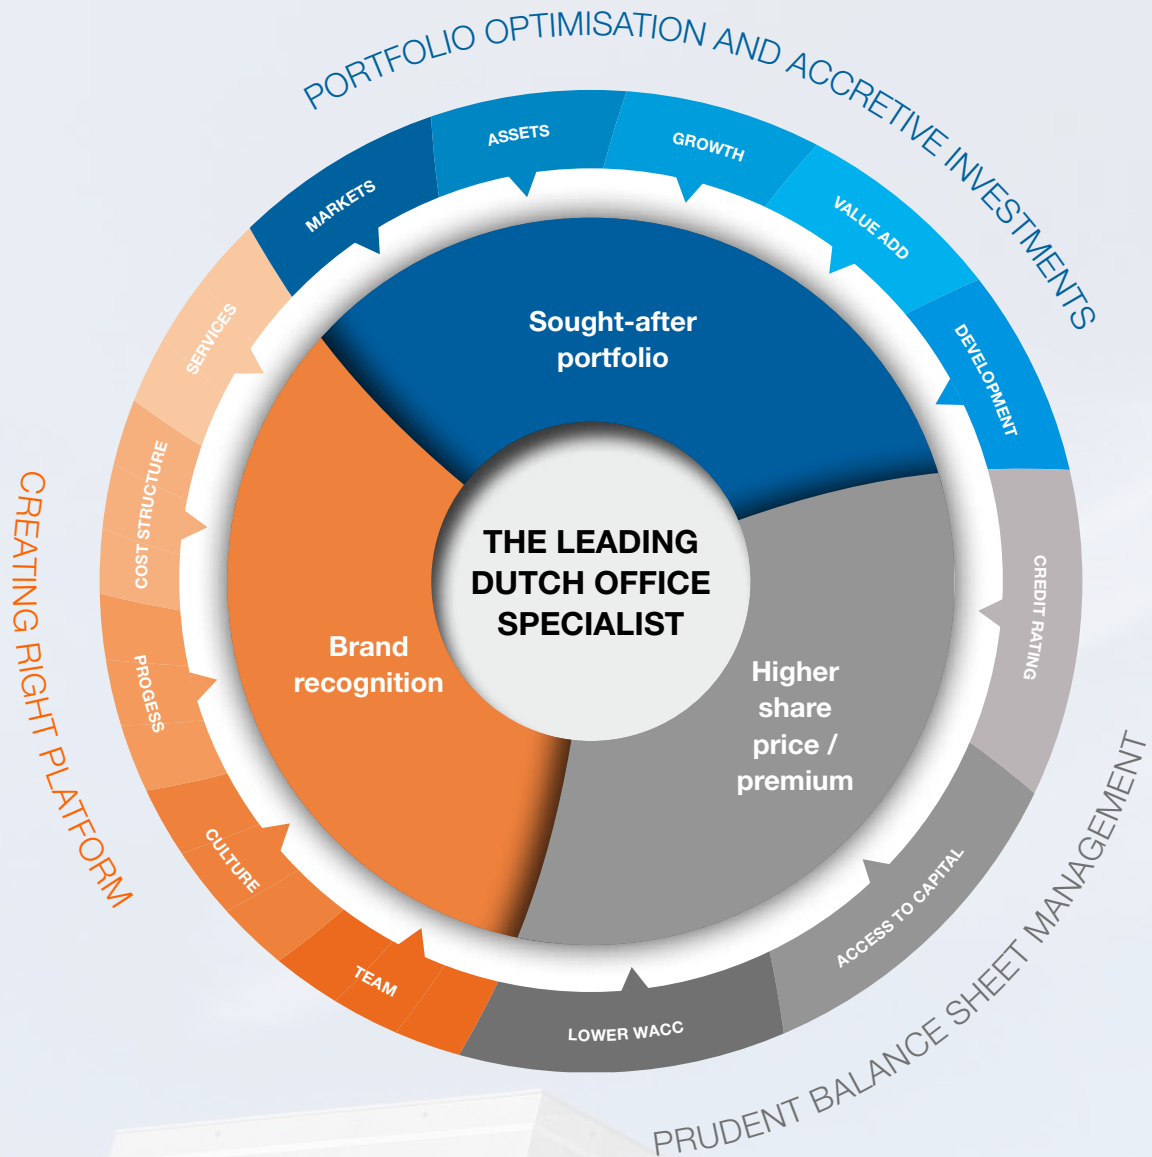 PORTFOLIO OPTIMISATION AND ACCRETIVE INVESTMENTS
MARKETS
ASSETS
GROWTH
VALUE ADD
DEVELOPMENT
Sought-after
portfolio
PRUDENT BALANCE SHEET MANAGEMENT
CREDIT RATING
ACCESS TO CAPITAL
LOWER WACC
Higher
share
price /
premium
CREATING RIGHT PLATFORM
TEAM
CULTURE
PROGESS
COST STRUCTURE
SERVICES
Brand
recognition
THE LEADING
DUTCH OFFICE
SPECIALIST